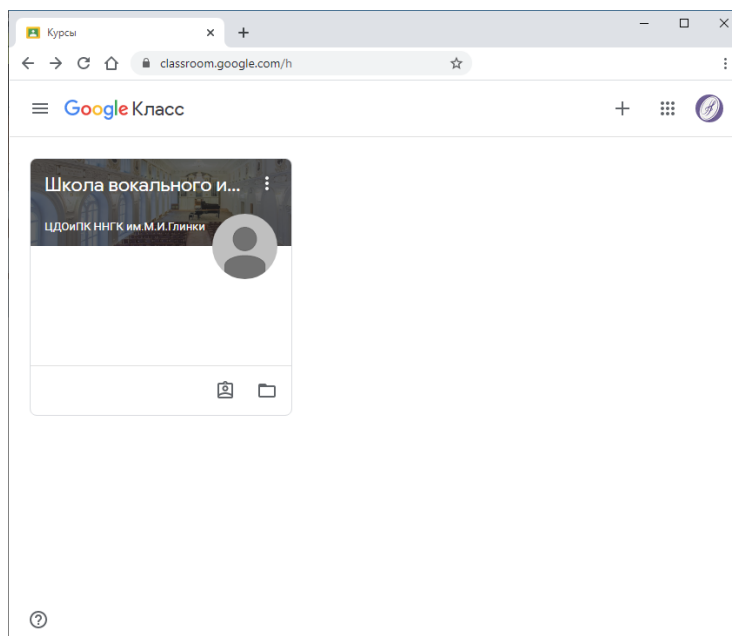 Курсы
classroom.google.com/h
Google Класс
Школа вокального и...
ЦДОиПК ННГК им.М.И.Глинки